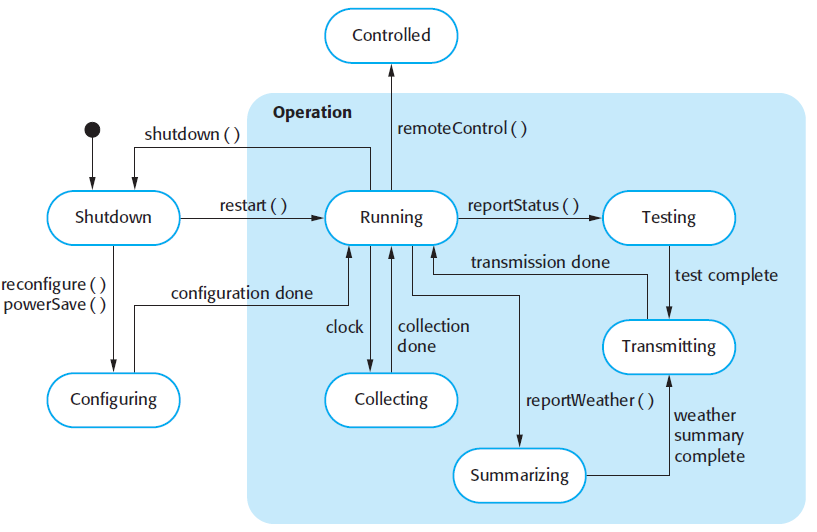 Controlled
Operation
shutdown ( )
remoteControl ( )
Shutdown
restart ( )
Running
reportStatus ( )
Testing
reconfigure ( )
powerSave ( )
configuration done
transmission done
test complete
clock
collection
done
Transmitting
Configuring
Collecting
reportWeather ( )
weather
summary
complete
Summarizing